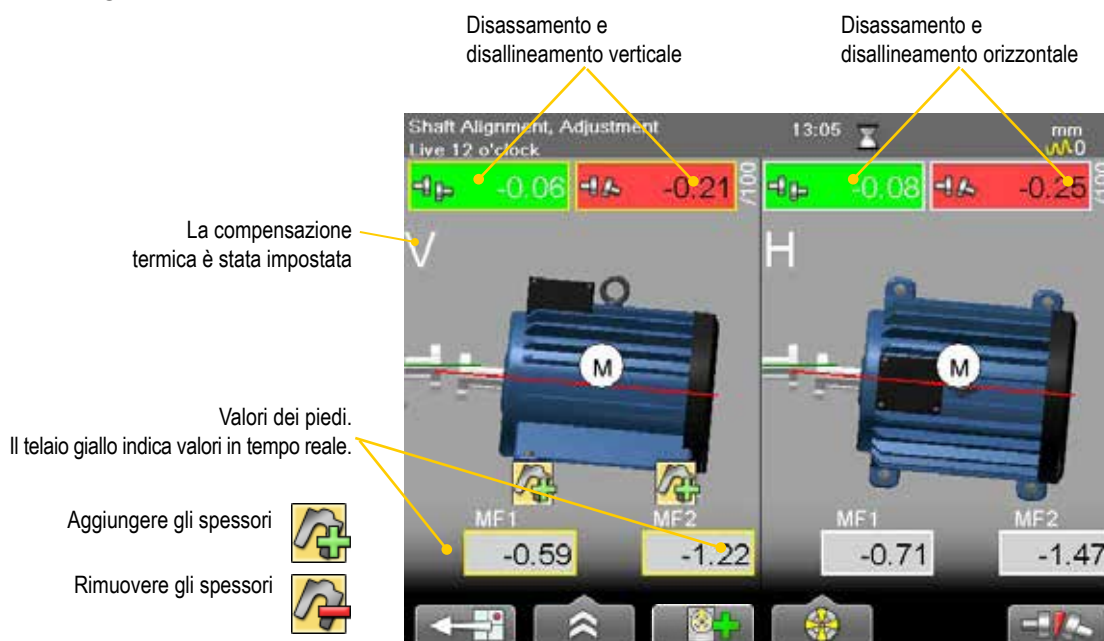 Disassamento e
disallineamento verticale
Disassamento e
disallineamento orizzontale
Shaft Alignment, Adjustment
Live 12 o'clock
13:05
mm
0
-0.06
-0.21
/100
-0.08
-0.25
/100
La compensazione
termica è stata impostata
V
H
M
M
Valori dei piedi.
Il telaio giallo indica valori in tempo reale.
MF1
MF2
MF1
MF2
-0.59
-1.22
-0.71
-1.47
Aggiungere gli spessori
Rimuovere gli spessori